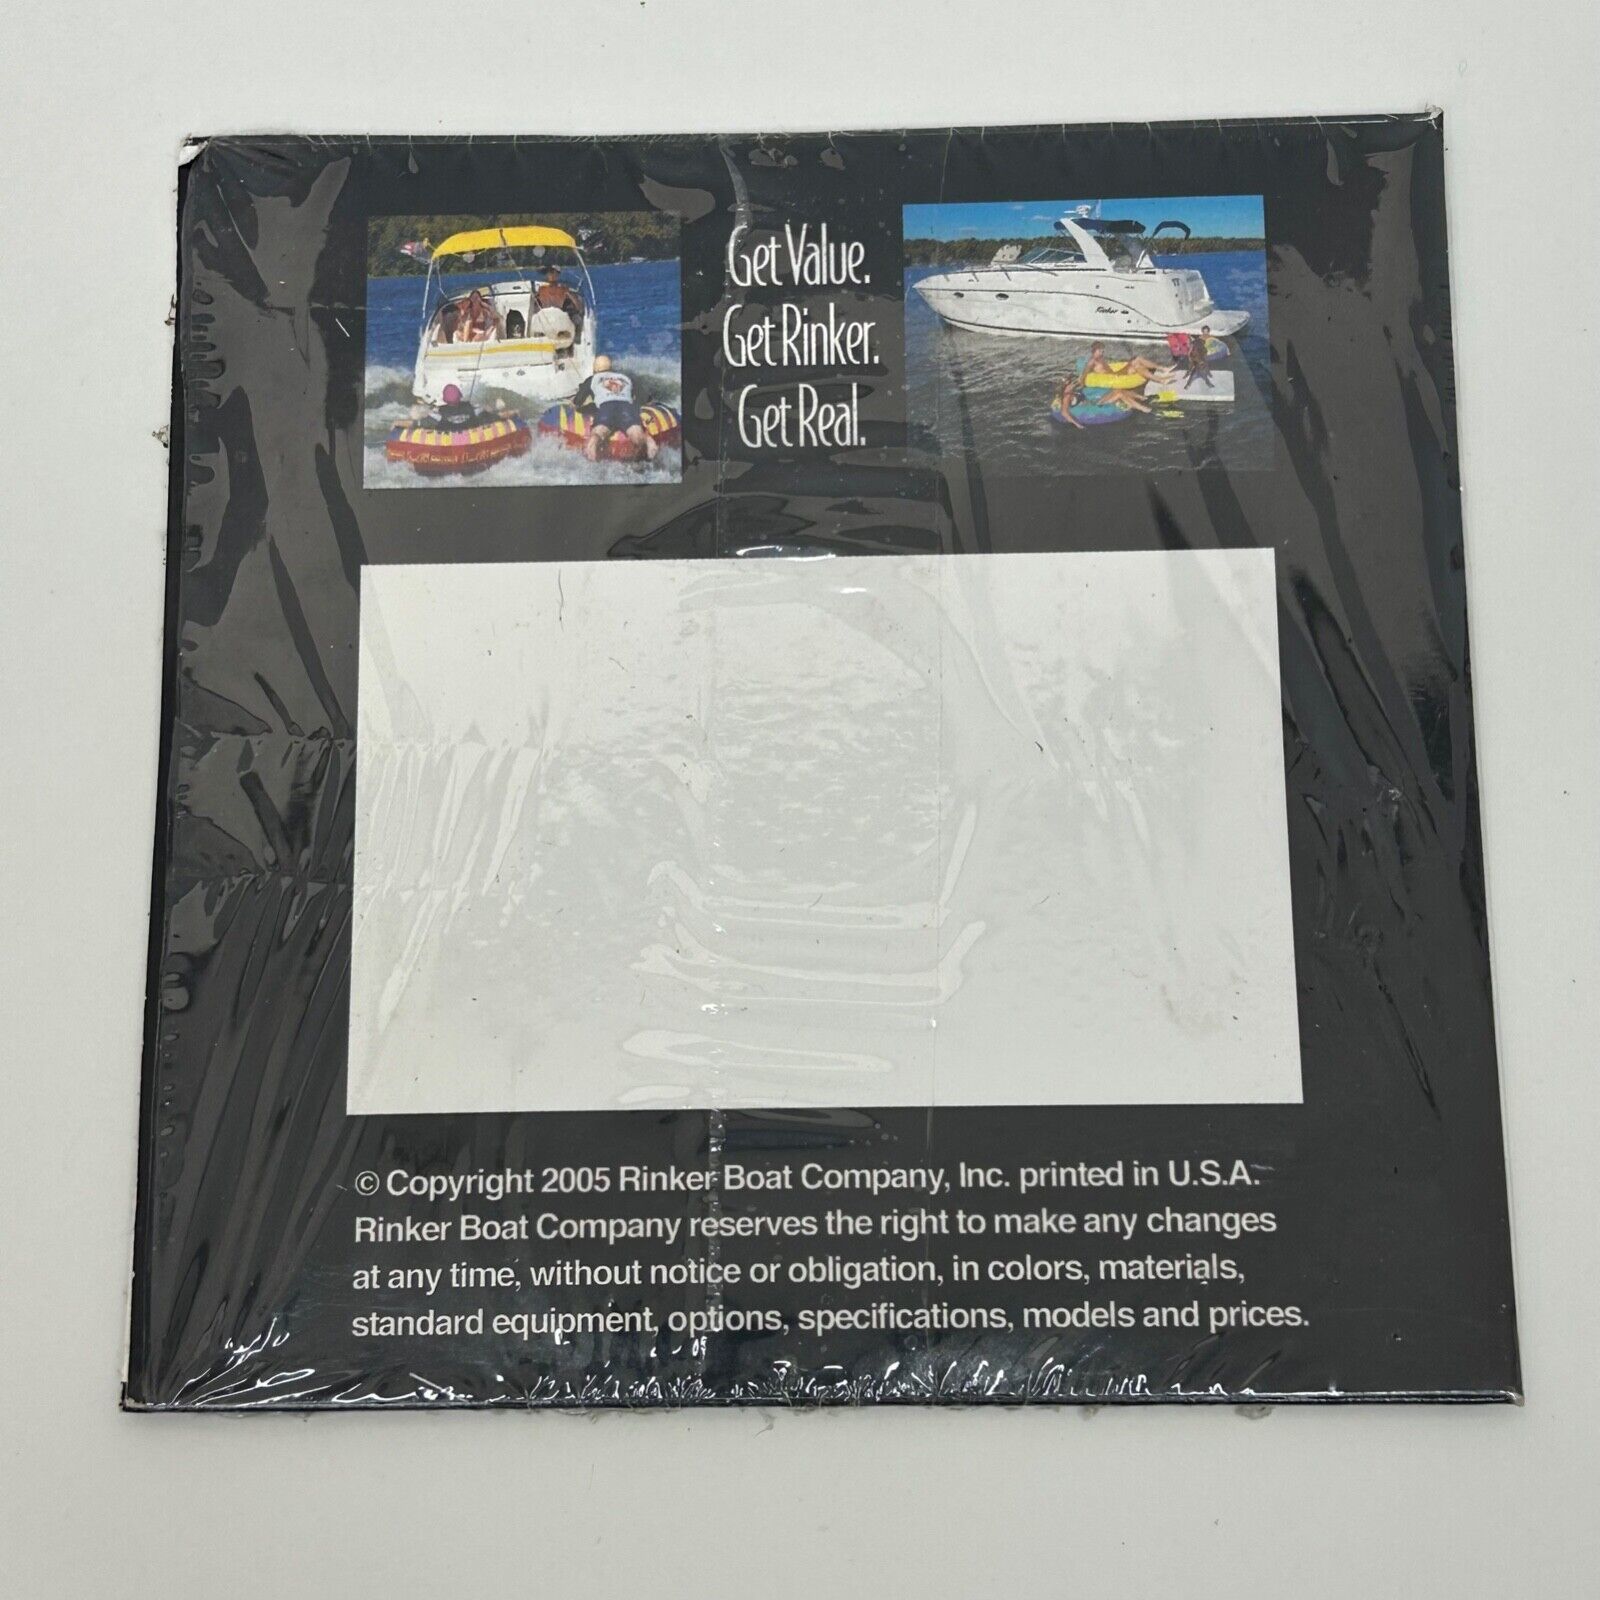 Get Value.
Get Rinker.
Get Real.
Rinker
© Copyright 2005 Rinker Boat Company, Inc. printed in U.S.A.
Rinker Boat Company reserves the right to make any changes
at any time, without notice or obligation, in colors, materials,
standard equipment, options, specifications, models and prices.